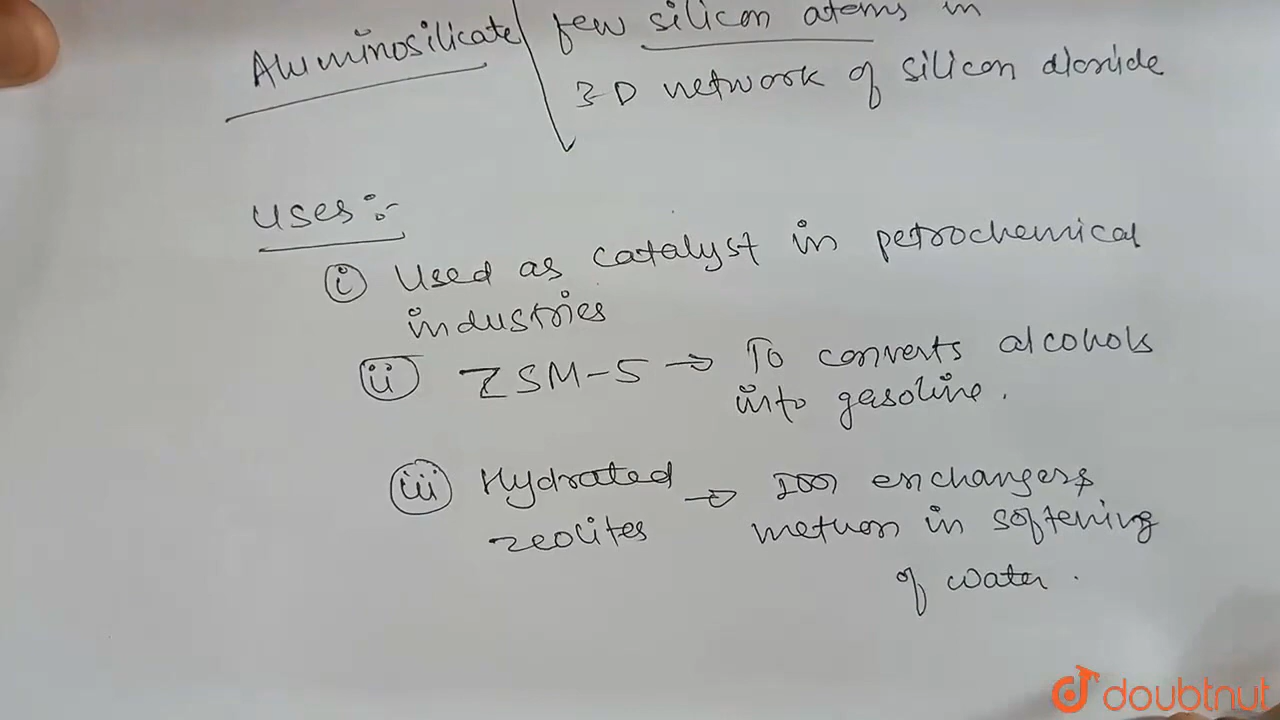 Aluminosilicate few silicon atoms in
3-D network of silicon dioxide
Uses :-
(i) Used as catalyst in petrochemical
industries
(ii) ZSM-5 → To converts alcohols
into gasoline.
(iii) Hydrated zeolites → Ion exchangers
method in softening
of water.
doubtnut